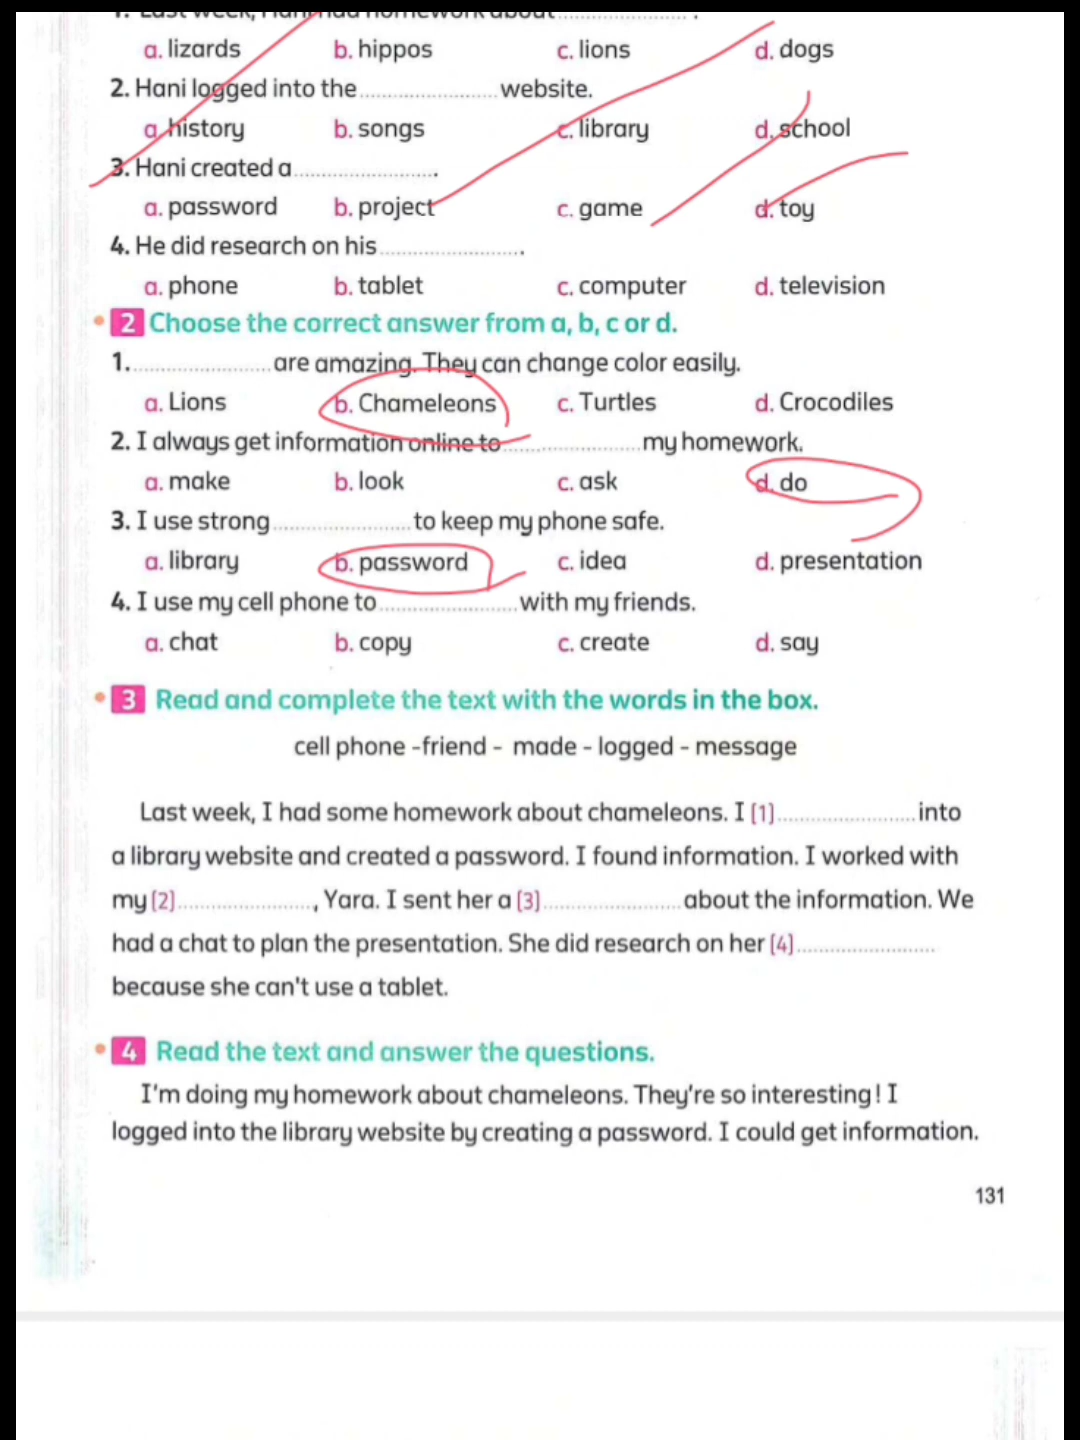 1. Last week, Hani had homework about ........................ .
a. lizards b. hippos c. lions d. dogs
2. Hani logged into the ........................ website.
a. history b. songs c. library d. school
3. Hani created a ........................ .
a. password b. project c. game d. toy
4. He did research on his ........................ .
a. phone b. tablet c. computer d. television
2 Choose the correct answer from a, b, c or d.
1. ........................ are amazing. They can change color easily.
a. Lions b. Chameleons c. Turtles d. Crocodiles
2. I always get information online to ........................ my homework.
a. make b. look c. ask d. do
3. I use strong ........................ to keep my phone safe.
a. library b. password c. idea d. presentation
4. I use my cell phone to ........................ with my friends.
a. chat b. copy c. create d. say
3 Read and complete the text with the words in the box.
cell phone -friend - made - logged - message
Last week, I had some homework about chameleons. I (1) ........................ into
a library website and created a password. I found information. I worked with
my (2) ........................ , Yara. I sent her a (3) ........................ about the information. We
had a chat to plan the presentation. She did research on her (4) ........................
because she can't use a tablet.
4 Read the text and answer the questions.
I'm doing my homework about chameleons. They're so interesting! I
logged into the library website by creating a password. I could get information.
131